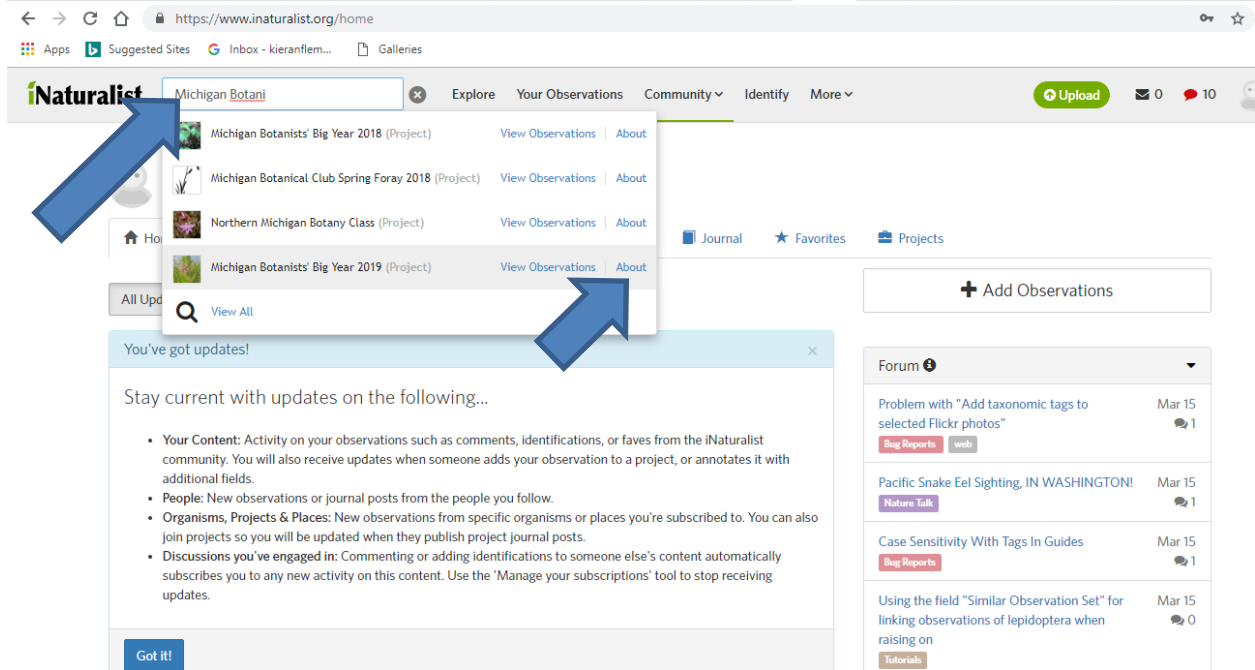 https://www.inaturalist.org/home
Apps Suggested Sites Inbox - kieranflem... Galleries
iNaturalist Michigan Botani Explore Your Observations Community Identify More Upload 0 10
Michigan Botanists' Big Year 2018 (Project) View Observations About
Michigan Botanical Club Spring Foray 2018 (Project) View Observations About
Northern Michigan Botany Class (Project) View Observations About
Michigan Botanists' Big Year 2019 (Project) View Observations About
View All
Journal Favorites Projects
All Upd
Add Observations
You've got updates!
Stay current with updates on the following...
• Your Content: Activity on your observations such as comments, identifications, or faves from the iNaturalist
community. You will also receive updates when someone adds your observation to a project, or annotates it with
additional fields.
• People: New observations or journal posts from the people you follow.
• Organisms, Projects & Places: New observations from specific organisms or places you're subscribed to. You can also
join projects so you will be updated when they publish project journal posts.
• Discussions you've engaged in: Commenting or adding identifications to someone else's content automatically
subscribes you to any new activity on this content. Use the 'Manage your subscriptions' tool to stop receiving
updates.
Got it!
Forum
Problem with "Add taxonomic tags to Mar 15
selected Flickr photos" 1
Bug Reports web
Pacific Snake Eel Sighting, IN WASHINGTON! Mar 15
Nature Talk 1
Case Sensitivity With Tags In Guides Mar 15
Bug Reports 1
Using the field "Similar Observation Set" for Mar 15
linking observations of lepidoptera when 0
raising on
Tutorials